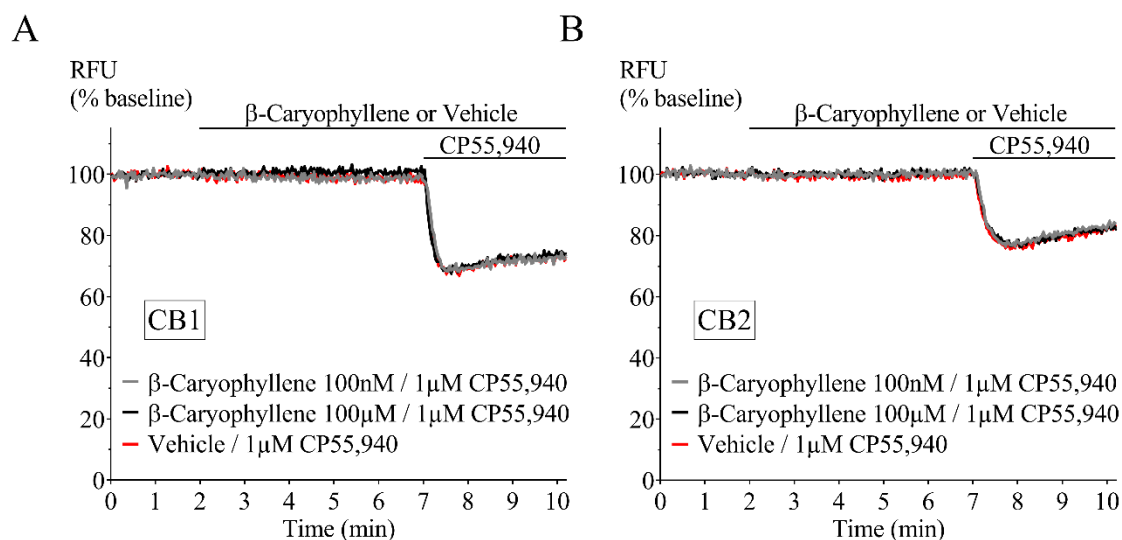 A
RFU
(% baseline)
β-Caryophyllene or Vehicle
CP55,940
100
80
60
40
20
0
CB1
β-Caryophyllene 100nM / 1µM CP55,940
β-Caryophyllene 100µM / 1µM CP55,940
Vehicle / 1µM CP55,940
0 1 2 3 4 5 6 7 8 9 10
Time (min)
B
RFU
(% baseline)
β-Caryophyllene or Vehicle
CP55,940
100
80
60
40
20
0
CB2
β-Caryophyllene 100nM / 1µM CP55,940
β-Caryophyllene 100µM / 1µM CP55,940
Vehicle / 1µM CP55,940
0 1 2 3 4 5 6 7 8 9 10
Time (min)